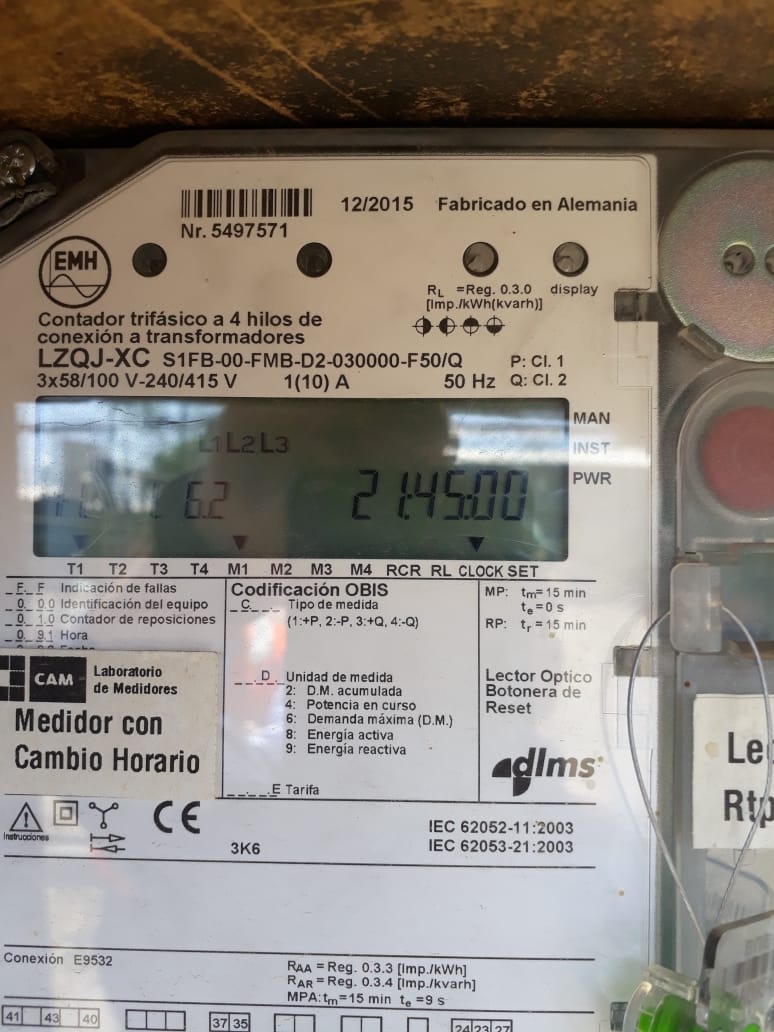 12/2015 Fabricado en Alemania
Nr. 5497571
EMH
RL =Reg. 0.3.0 display
[Imp./kWh(kvarh)]
Contador trifásico a 4 hilos de
conexión a transformadores
LZQJ-XC S1FB-00-FMB-D2-030000-F50/Q P: Cl. 1
3x58/100 V-240/415 V 1(10) A 50 Hz Q: Cl. 2
MAN
L1L2L3
INST
6.2 21:45:00
PWR
T1 T2 T3 T4 M1 M2 M3 M4 RCR RL CLOCK SET
F. F Indicación de fallas
0. 0.0 Identificación del equipo
0. 1.0 Contador de reposiciones
0. 9.1 Hora
Codificación OBIS
C Tipo de medida
(1:+P, 2:-P, 3:+Q, 4:-Q)
D Unidad de medida
2: D.M. acumulada
4: Potencia en curso
6: Demanda máxima (D.M.)
8: Energía activa
9: Energía reactiva
E Tarifa
MP: tm=15 min
te=0 s
RP: tr=15 min
Lector Optico
Botonera de
Reset
dlms
CAM Laboratorio
de Medidores
Medidor con
Cambio Horario
Instrucciones
CE
3K6
IEC 62052-11:2003
IEC 62053-21:2003
Conexión E9532
RAA = Reg. 0.3.3 [Imp./kWh]
RAR = Reg. 0.3.4 [Imp./kvarh]
MPA: tm=15 min te=9 s
41 43 40 37 35 24 23 27